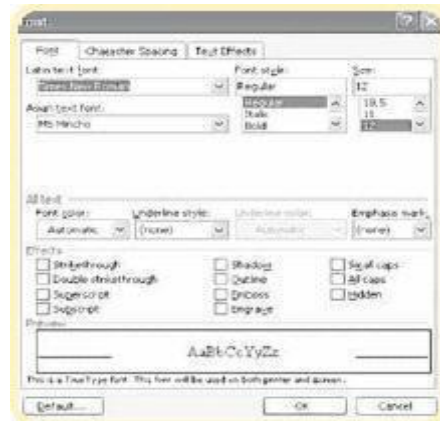 Font
Font Character Spacing Text Effects
Latin text font: Font style: Size:
Times New Roman Regular 12
Regular 10.5
Asian text font: Italic 11
MS Mincho Bold 12
All text
Font color: Underline style: Underline color: Emphasis mark:
Automatic (none) Automatic (none)
Effects
Strikethrough Shadow Small caps
Double strikethrough Outline All caps
Superscript Emboss Hidden
Subscript Engrave
Preview
AaBbCcYyZz
This is a TrueType font. This font will be used on both printer and screen.
Default... OK Cancel